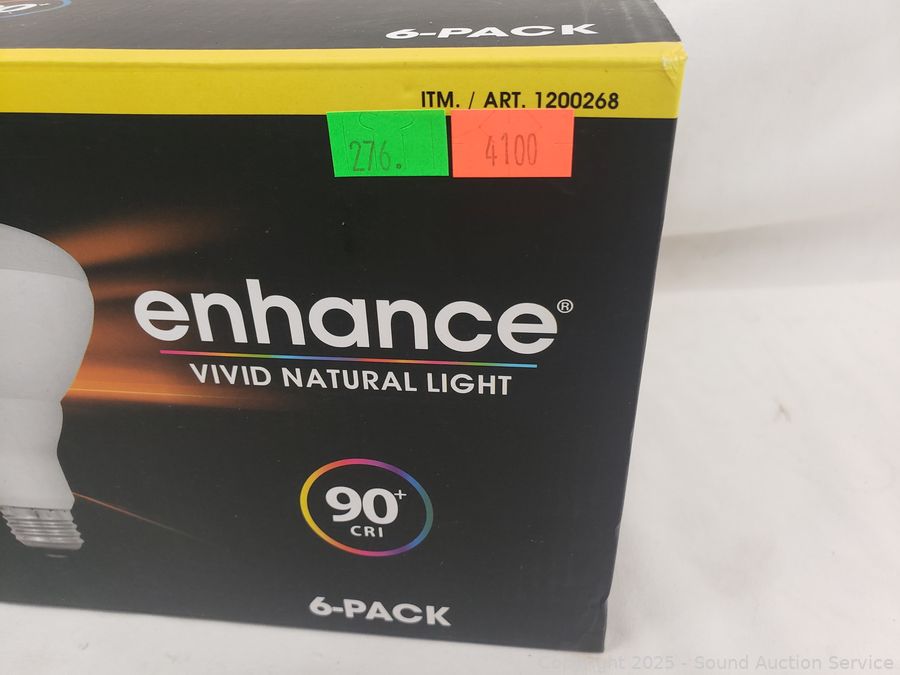 6-PACK
ITM. / ART. 1200268
276. 4100
enhance®
VIVID NATURAL LIGHT
90+
CRI
6-PACK
Copyright 2025 - Sound Auction Service